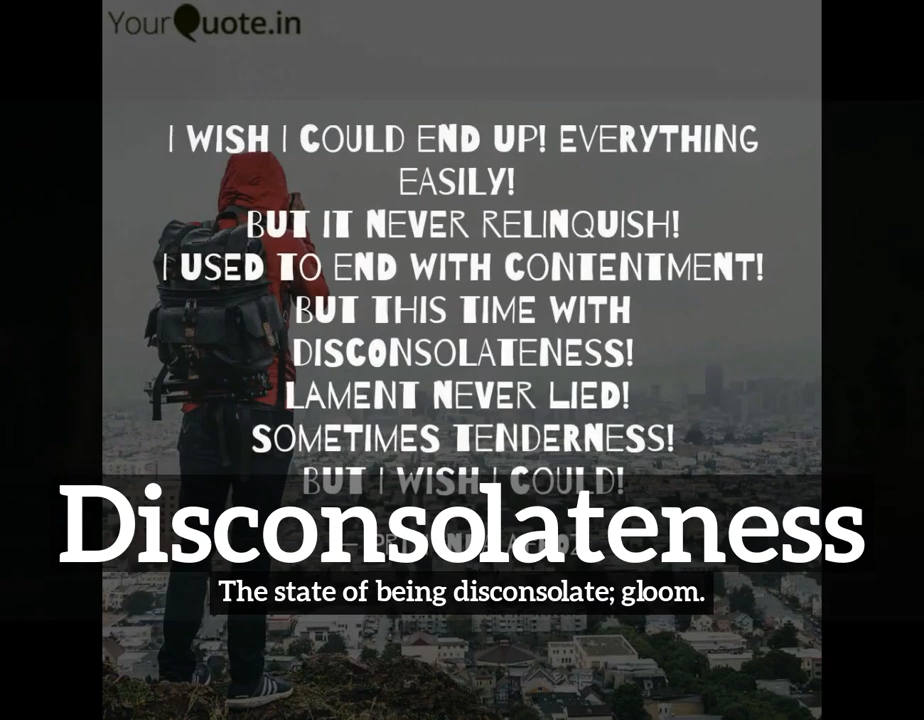 YourQuote.in
I WISH I COULD END UP! EVERYTHING
EASILY!
BUT IT NEVER RELINQUISH!
I USED TO END WITH CONTENTMENT!
BUT THIS TIME WITH
DISCONSOLATENESS!
LAMENT NEVER LIED!
SOMETIMES TENDERNESS!
BUT I WISH I COULD!
Disconsolateness
The state of being disconsolate; gloom.